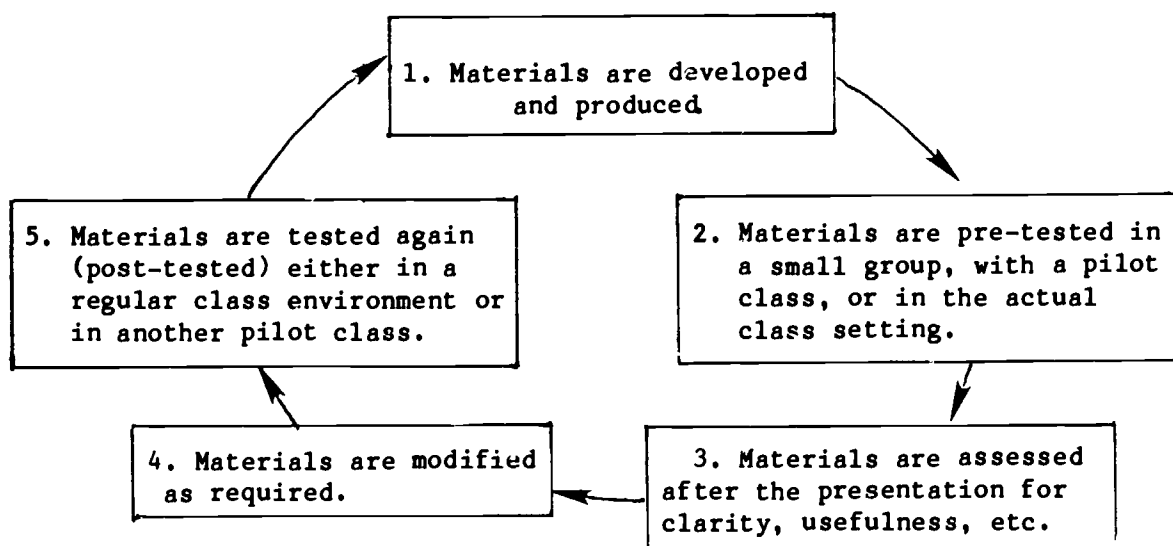 1. Materials are developed
and produced.
2. Materials are pre-tested in
a small group, with a pilot
class, or in the actual
class setting.
3. Materials are assessed
after the presentation for
clarity, usefulness, etc.
4. Materials are modified
as required.
5. Materials are tested again
(post-tested) either in a
regular class environment or
in another pilot class.